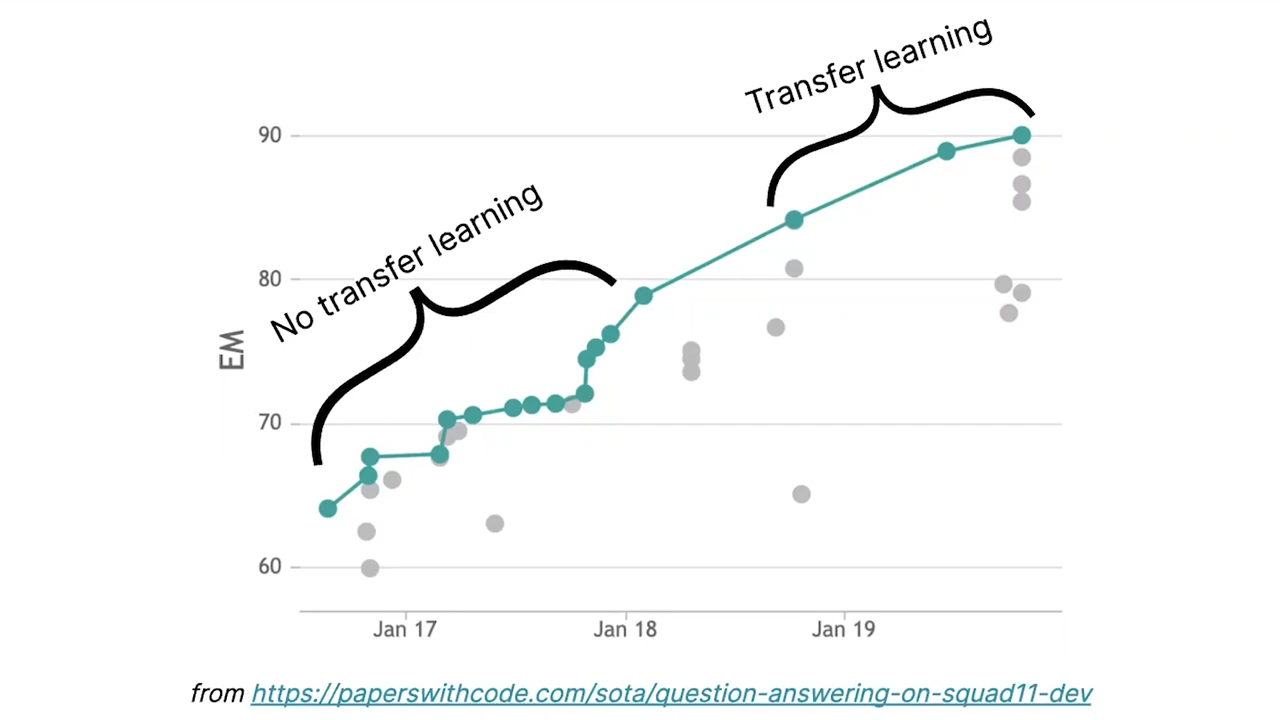 Transfer learning
No transfer learning
90
80
70
60
EM
Jan 17
Jan 18
Jan 19
from https://paperswithcode.com/sota/question-answering-on-squad11-dev